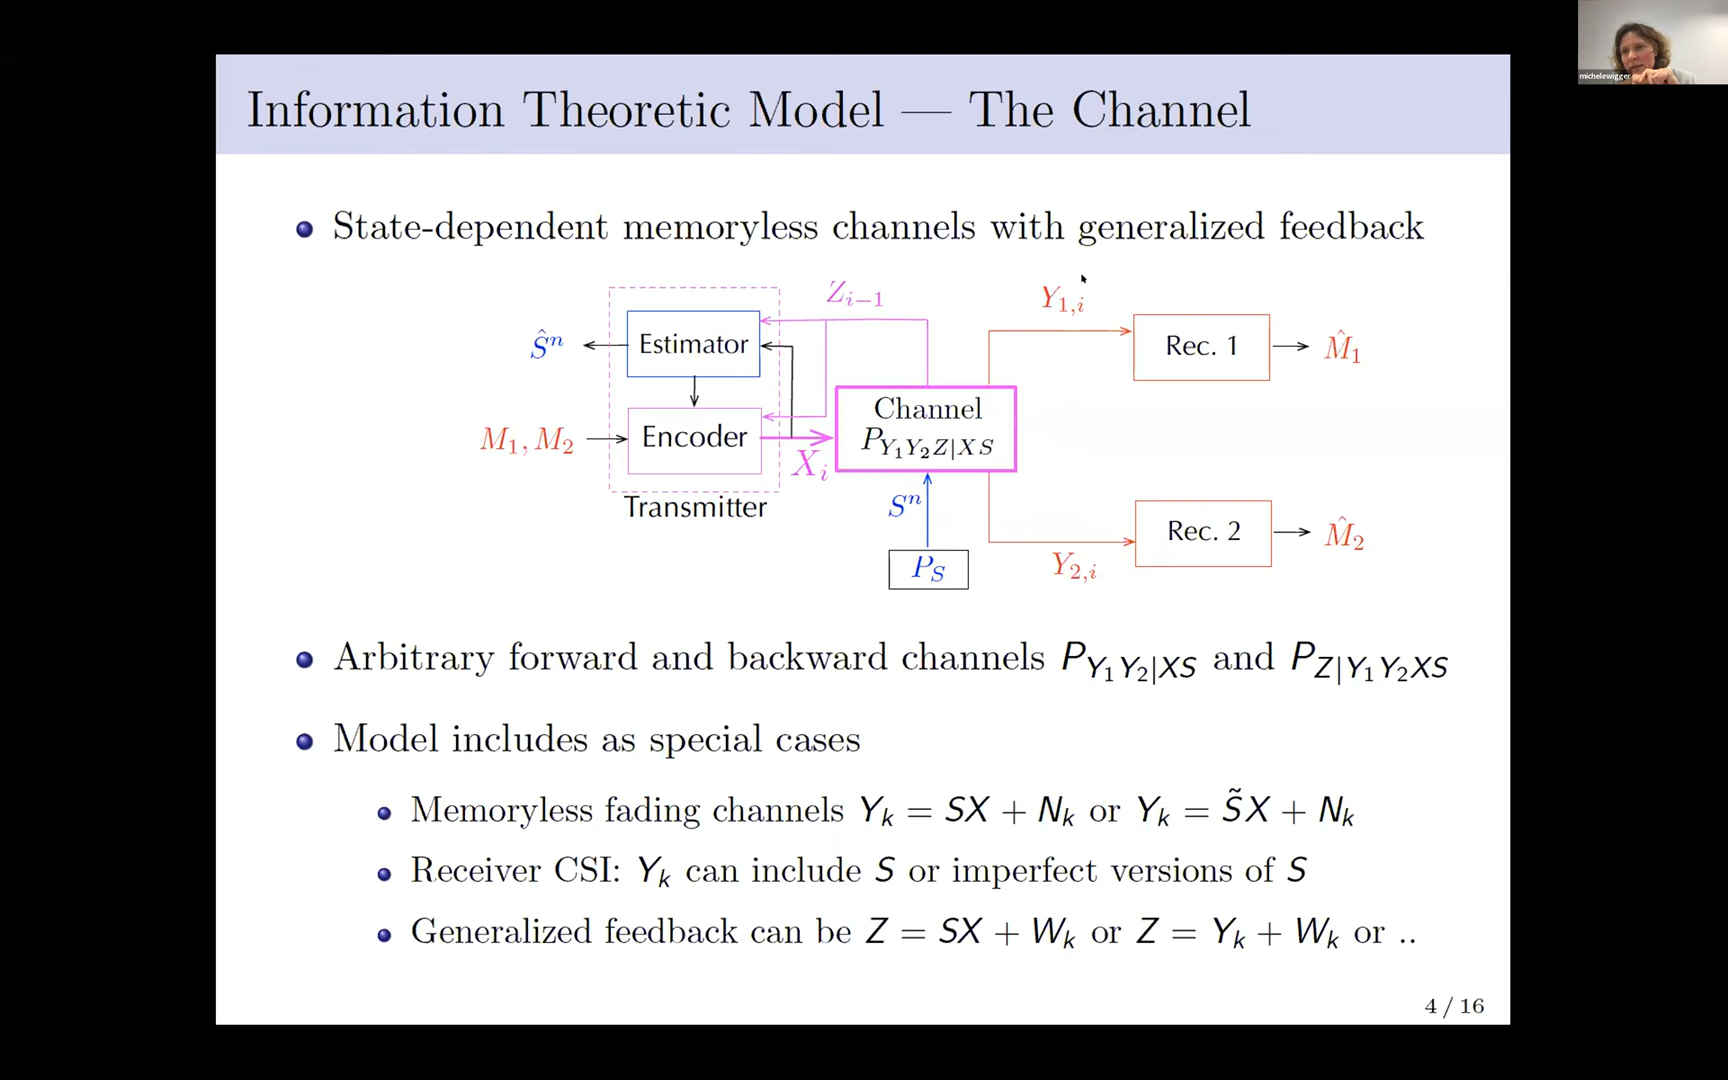 michelewigger
Information Theoretic Model — The Channel
State-dependent memoryless channels with generalized feedback
Z_{i−1}
Y_{1,i}
Ŝ^n
Estimator
Rec. 1
M̂_1
Channel
P_{Y_1Y_2Z|XS}
M_1, M_2
Encoder
X_i
Transmitter
S^n
Rec. 2
M̂_2
P_S
Y_{2,i}
Arbitrary forward and backward channels P_{Y_1Y_2|XS} and P_{Z|Y_1Y_2XS}
Model includes as special cases
Memoryless fading channels Y_k = SX + N_k or Y_k = S̃X + N_k
Receiver CSI: Y_k can include S or imperfect versions of S
Generalized feedback can be Z = SX + W_k or Z = Y_k + W_k or ..
4 / 16